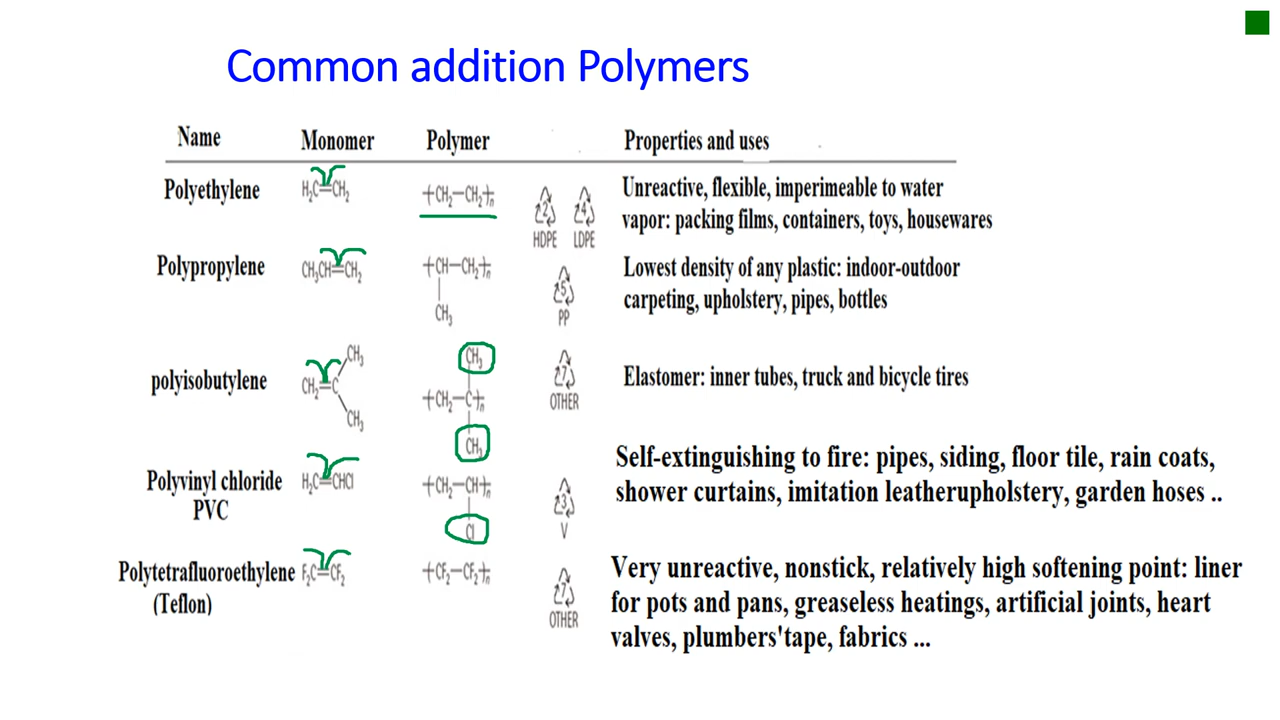 Common addition Polymers
Name Monomer Polymer Properties and uses
Polyethylene H₂C=CH₂ +CH₂–CH₂+n 2 HDPE 4 LDPE Unreactive, flexible, imperimeable to water
vapor: packing films, containers, toys, housewares
Polypropylene CH₃CH=CH₂ +CH–CH₂+n 5 PP Lowest density of any plastic: indoor-outdoor
CH₃ carpeting, upholstery, pipes, bottles
polyisobutylene CH₂=C CH₃ CH₃ CH₃ +CH₂–C+n CH₃ 7 OTHER Elastomer: inner tubes, truck and bicycle tires
Polyvinyl chloride H₂C=CHCl +CH₂–CH+n 3 V Self-extinguishing to fire: pipes, siding, floor tile, rain coats,
PVC Cl shower curtains, imitation leatherupholstery, garden hoses ..
Polytetrafluoroethylene F₂C=CF₂ +CF₂–CF₂+n 7 OTHER Very unreactive, nonstick, relatively high softening point: liner
(Teflon) for pots and pans, greaseless heatings, artificial joints, heart
valves, plumbers'tape, fabrics ...